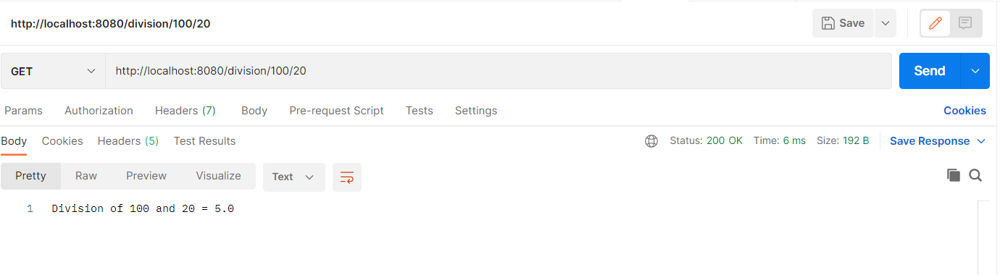 http://localhost:8080/division/100/20 Save
GET http://localhost:8080/division/100/20 Send
Params Authorization Headers (7) Body Pre-request Script Tests Settings Cookies
Body Cookies Headers (5) Test Results Status: 200 OK Time: 6 ms Size: 192 B Save Response
Pretty Raw Preview Visualize Text
1 Division of 100 and 20 = 5.0